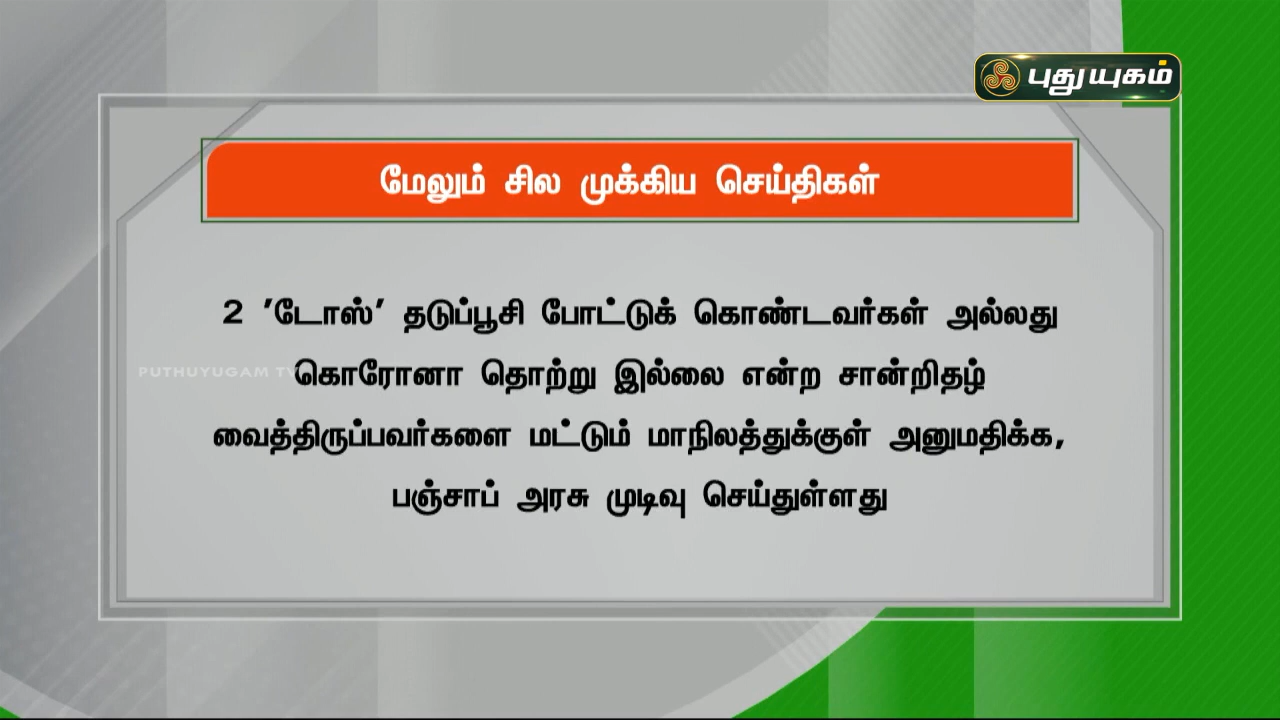 புதுயுகம்
மேலும் சில முக்கிய செய்திகள்
2 'டோஸ்' தடுப்பூசி போட்டுக் கொண்டவர்கள் அல்லது
PUTHUYUGAM TV
கொரோனா தொற்று இல்லை என்ற சான்றிதழ்
வைத்திருப்பவர்களை மட்டும் மாநிலத்துக்குள் அனுமதிக்க,
பஞ்சாப் அரசு முடிவு செய்துள்ளது